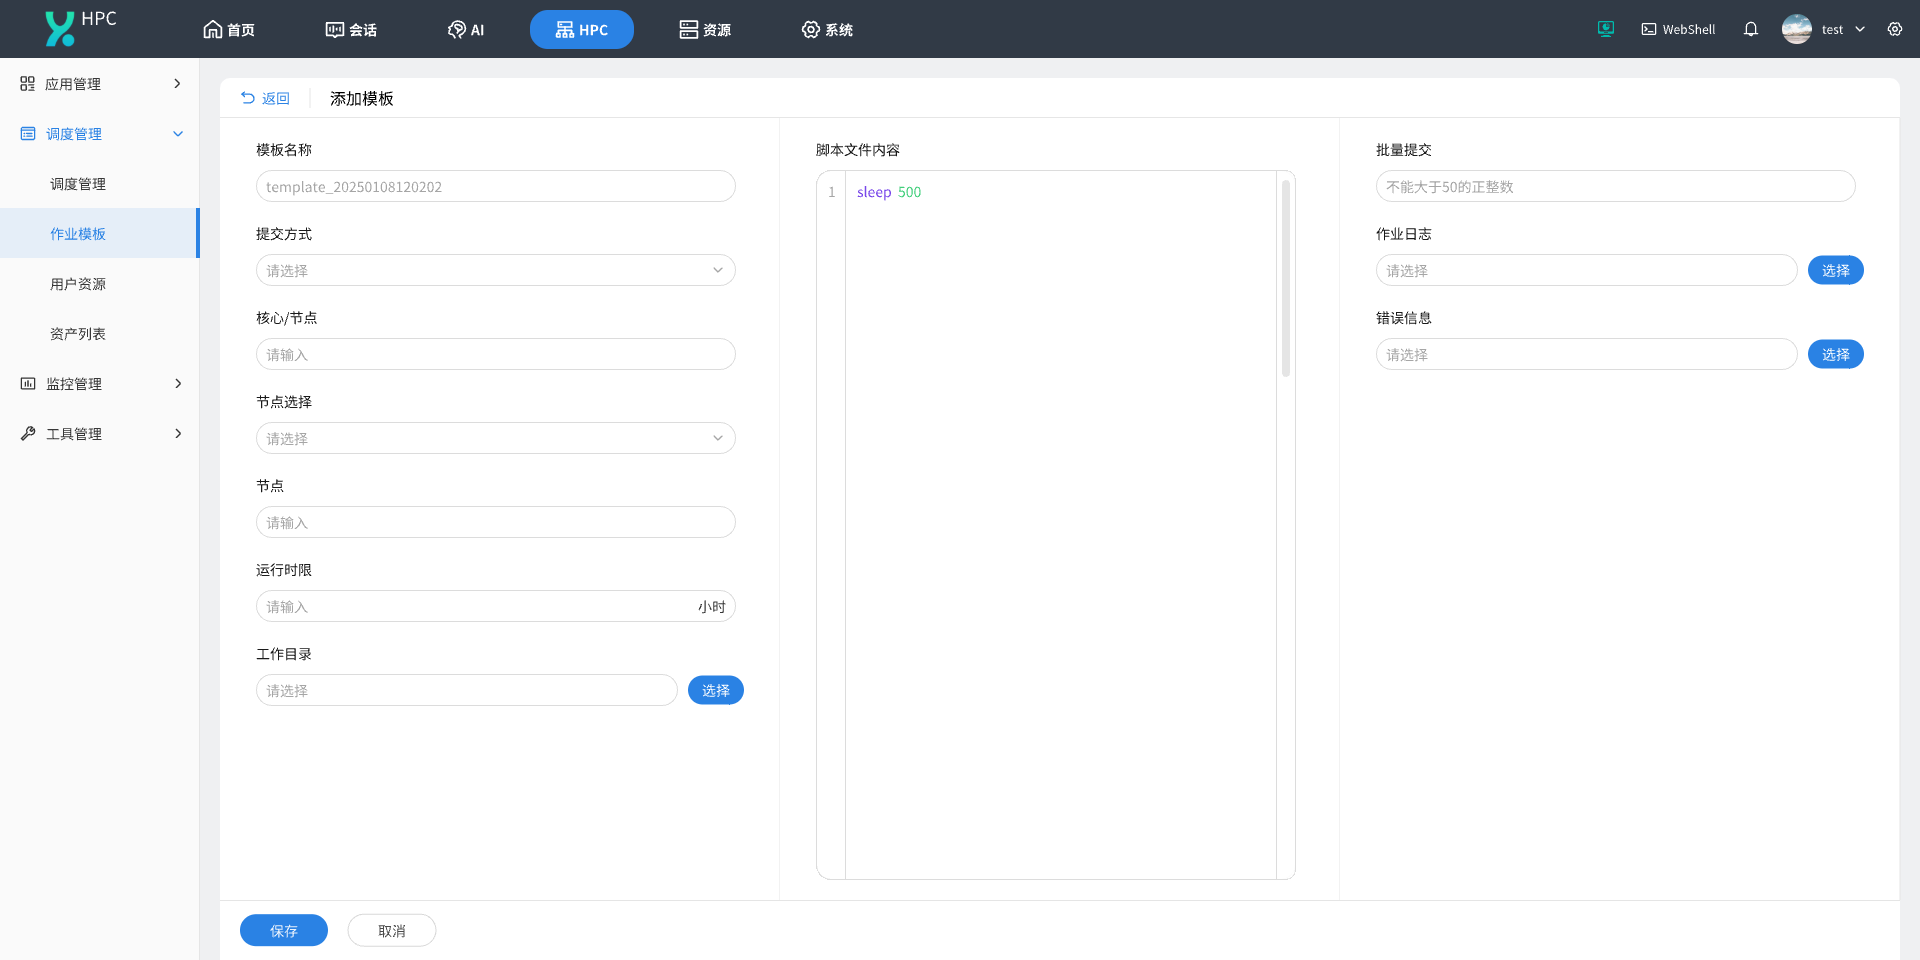 HPC
首页
会话
AI
HPC
资源
系统
WebShell
test
应用管理
调度管理
调度管理
作业模板
用户资源
资产列表
监控管理
工具管理
返回
添加模板
模板名称
template_20250108120202
提交方式
请选择
核心/节点
请输入
节点选择
请选择
节点
请输入
运行时限
请输入 小时
工作目录
请选择 选择
脚本文件内容
1 sleep 500
批量提交
不能大于50的正整数
作业日志
请选择 选择
错误信息
请选择 选择
保存
取消